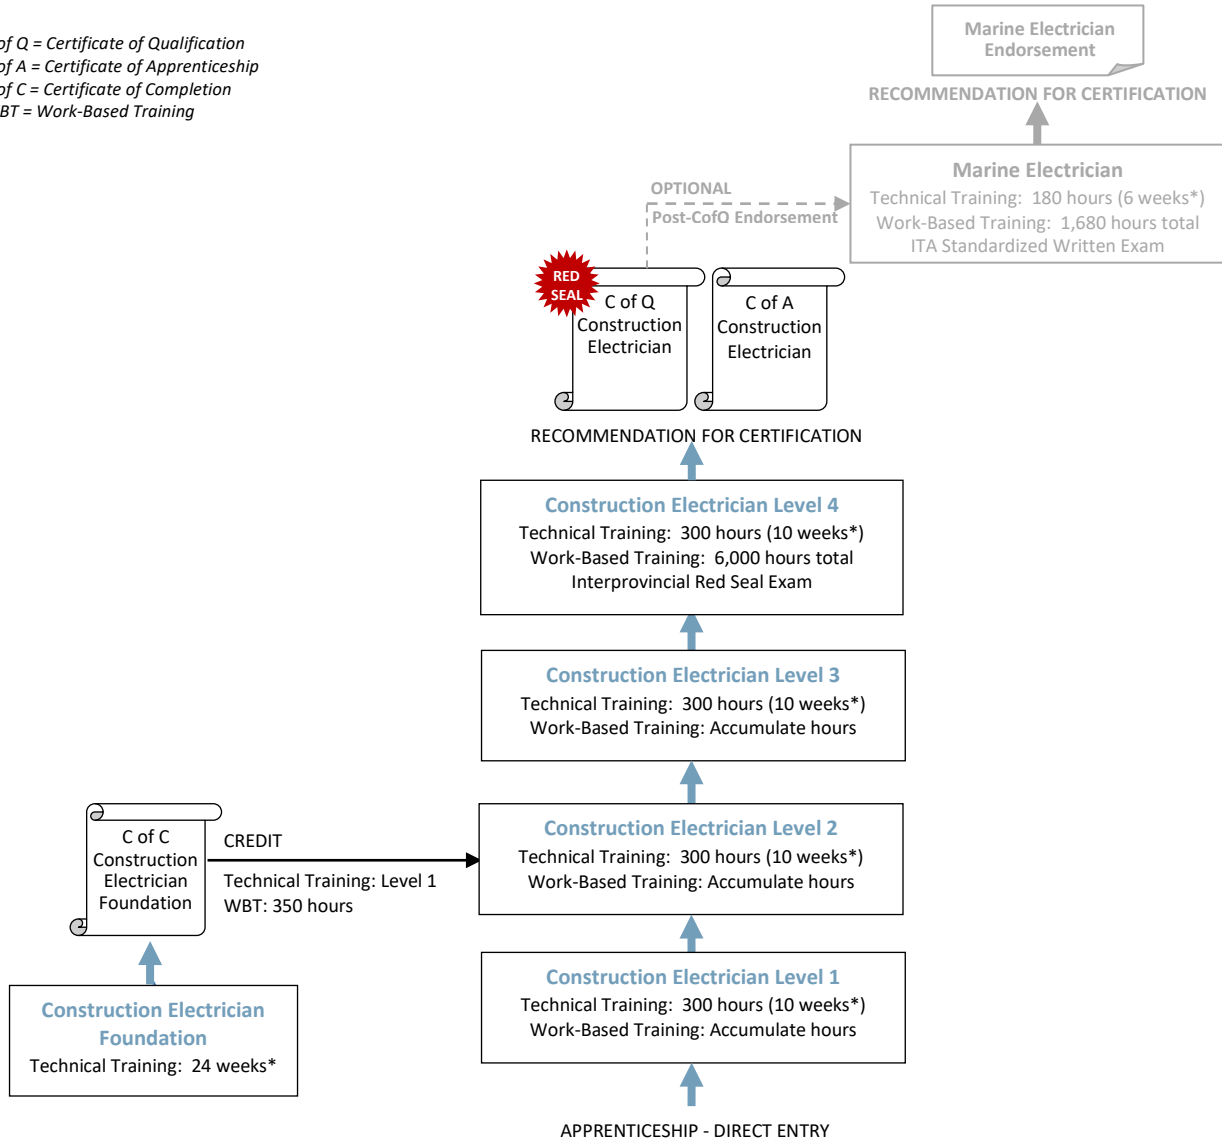 of Q = Certificate of Qualification
of A = Certificate of Apprenticeship
of C = Certificate of Completion
BT = Work-Based Training
Marine Electrician
Endorsement
RECOMMENDATION FOR CERTIFICATION
Marine Electrician
Technical Training: 180 hours (6 weeks*)
Work-Based Training: 1,680 hours total
ITA Standardized Written Exam
OPTIONAL
Post-CofQ Endorsement
RED
SEAL
C of Q
Construction
Electrician
C of A
Construction
Electrician
RECOMMENDATION FOR CERTIFICATION
Construction Electrician Level 4
Technical Training: 300 hours (10 weeks*)
Work-Based Training: 6,000 hours total
Interprovincial Red Seal Exam
Construction Electrician Level 3
Technical Training: 300 hours (10 weeks*)
Work-Based Training: Accumulate hours
C of C
Construction
Electrician
Foundation
CREDIT
Technical Training: Level 1
WBT: 350 hours
Construction Electrician Level 2
Technical Training: 300 hours (10 weeks*)
Work-Based Training: Accumulate hours
Construction Electrician
Foundation
Technical Training: 24 weeks*
Construction Electrician Level 1
Technical Training: 300 hours (10 weeks*)
Work-Based Training: Accumulate hours
APPRENTICESHIP - DIRECT ENTRY